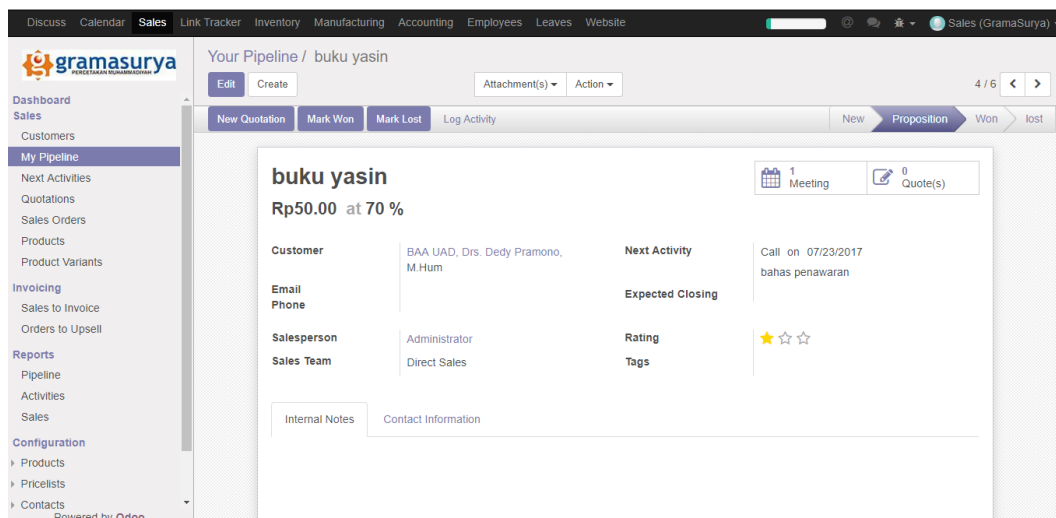 Discuss Calendar Sales Link Tracker Inventory Manufacturing Accounting Employees Leaves Website @ Sales (GramaSurya)
gramasurya
PERCETAKAN MUHAMMADIYAH
Dashboard
Sales
Customers
My Pipeline
Next Activities
Quotations
Sales Orders
Products
Product Variants
Invoicing
Sales to Invoice
Orders to Upsell
Reports
Pipeline
Activities
Sales
Configuration
Products
Pricelists
Contacts
Powered by Odoo
Your Pipeline / buku yasin
Edit Create Attachment(s) Action 4 / 6
New Quotation Mark Won Mark Lost Log Activity New Proposition Won lost
buku yasin
1 Meeting
0 Quote(s)
Rp50.00 at 70 %
Customer BAA UAD, Drs. Dedy Pramono,
M.Hum
Email
Phone
Next Activity Call on 07/23/2017
bahas penawaran
Expected Closing
Salesperson Administrator
Sales Team Direct Sales
Rating
Tags
Internal Notes Contact Information